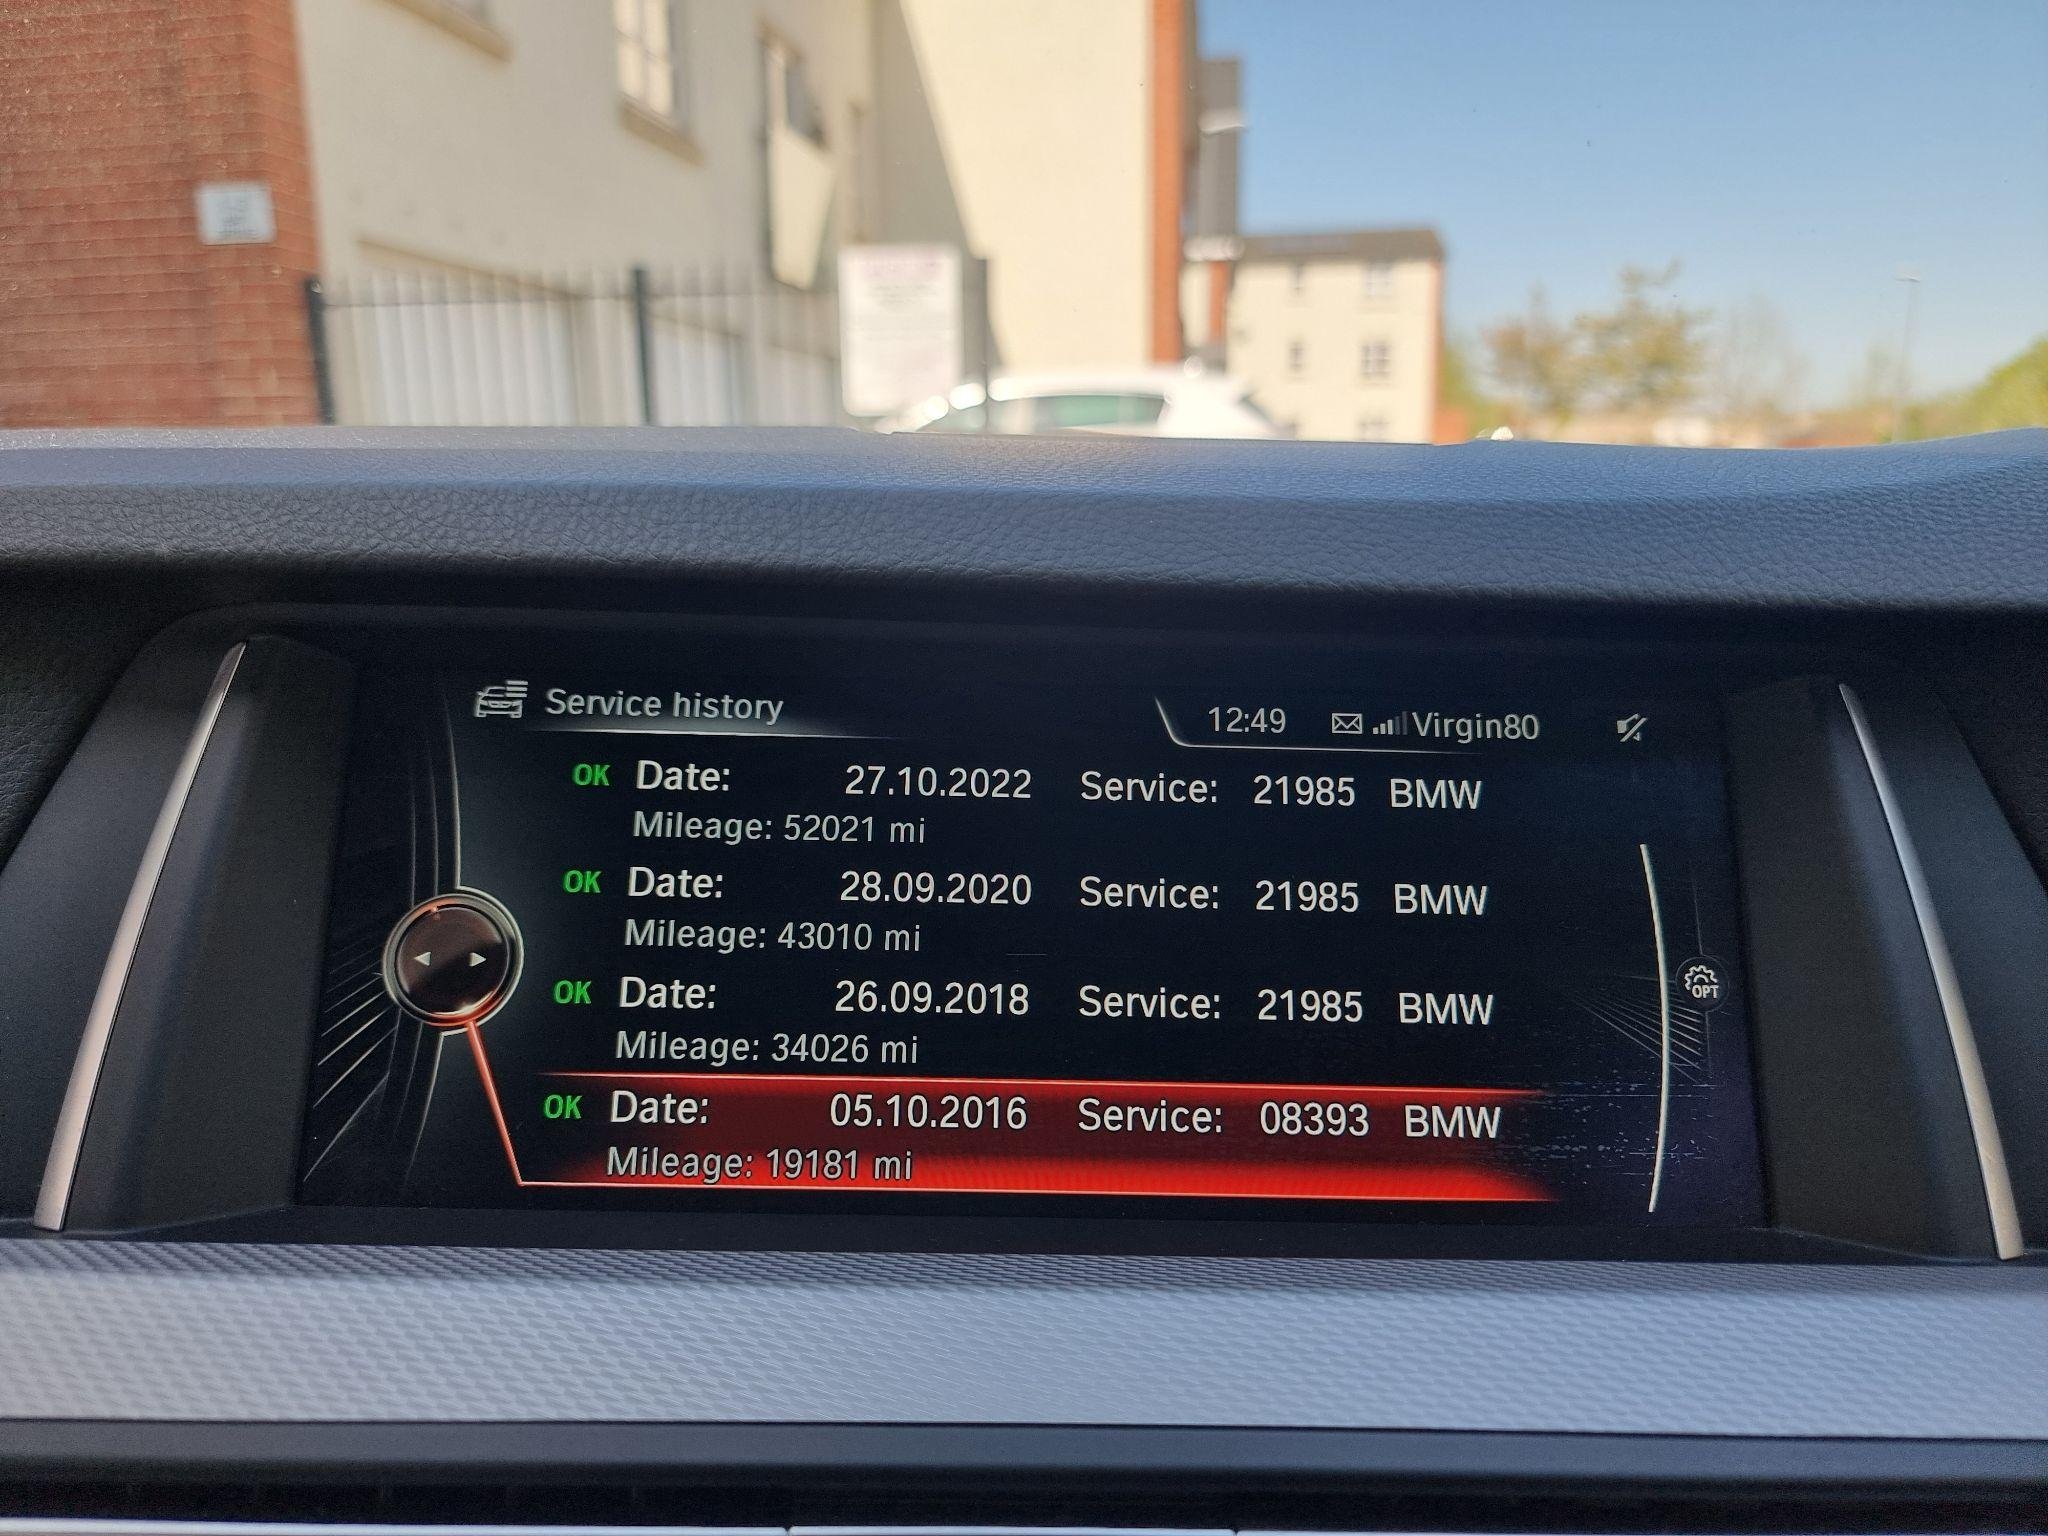 Service history
12:49 Virgin80
OK Date: 27.10.2022 Service: 21985 BMW
Mileage: 52021 mi
OK Date: 28.09.2020 Service: 21985 BMW
Mileage: 43010 mi
OK Date: 26.09.2018 Service: 21985 BMW
Mileage: 34026 mi
OPT
OK Date: 05.10.2016 Service: 08393 BMW
Mileage: 19181 mi